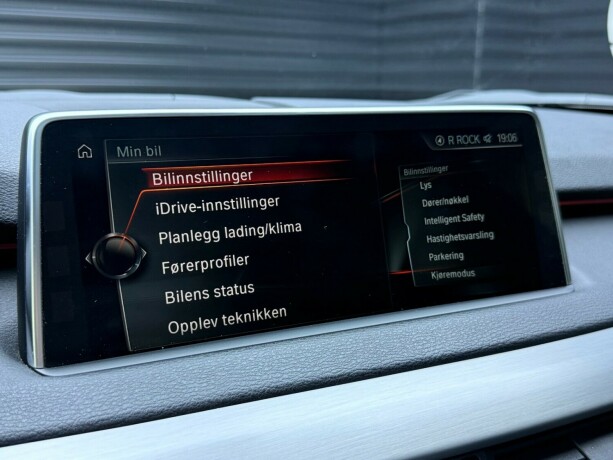 Min bil
R ROCK 19:06
Bilinnstillinger
iDrive-innstillinger
Planlegg lading/klima
Førerprofiler
Bilens status
Opplev teknikken
Bilinnstillinger
Lys
Dører/nøkkel
Intelligent Safety
Hastighetsvarsling
Parkering
Kjøremodus